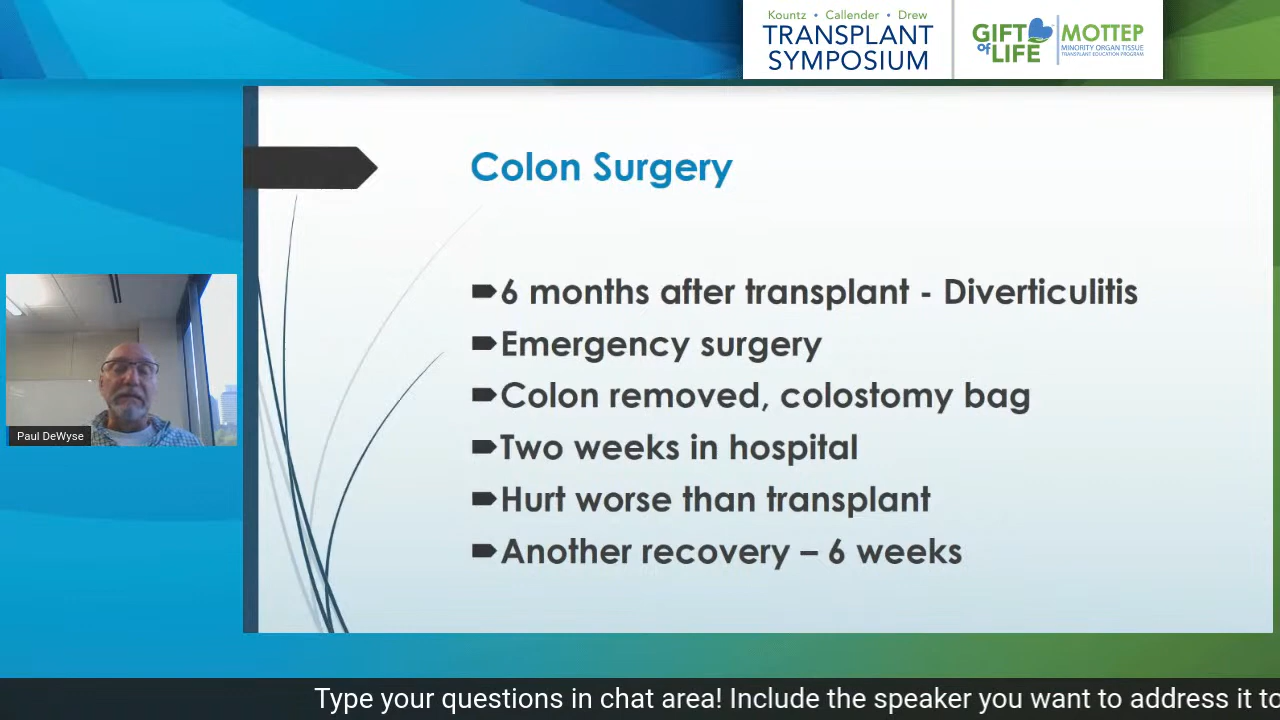 Kountz • Callender • Drew
TRANSPLANT
SYMPOSIUM
GIFT
of LIFE
MOTTEP
MINORITY ORGAN TISSUE
TRANSPLANT EDUCATION PROGRAM
Colon Surgery
6 months after transplant - Diverticulitis
Emergency surgery
Colon removed, colostomy bag
Two weeks in hospital
Hurt worse than transplant
Another recovery – 6 weeks
Paul DeWyse
Type your questions in chat area! Include the speaker you want to address it to